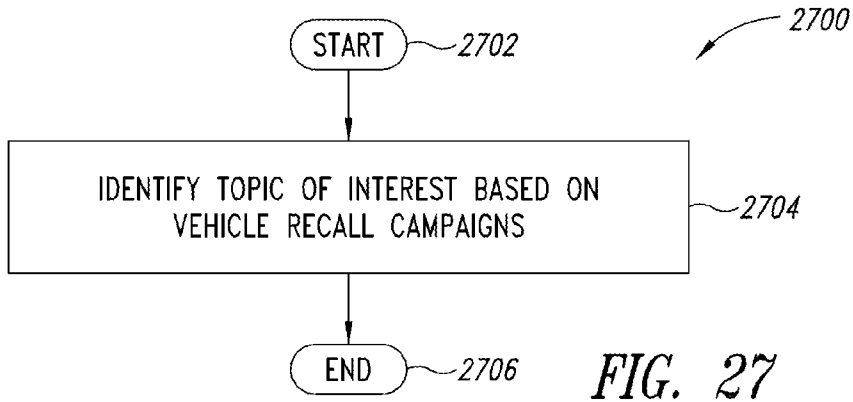 2700
START 2702
IDENTIFY TOPIC OF INTEREST BASED ON
VEHICLE RECALL CAMPAIGNS
2704
END 2706
FIG. 27